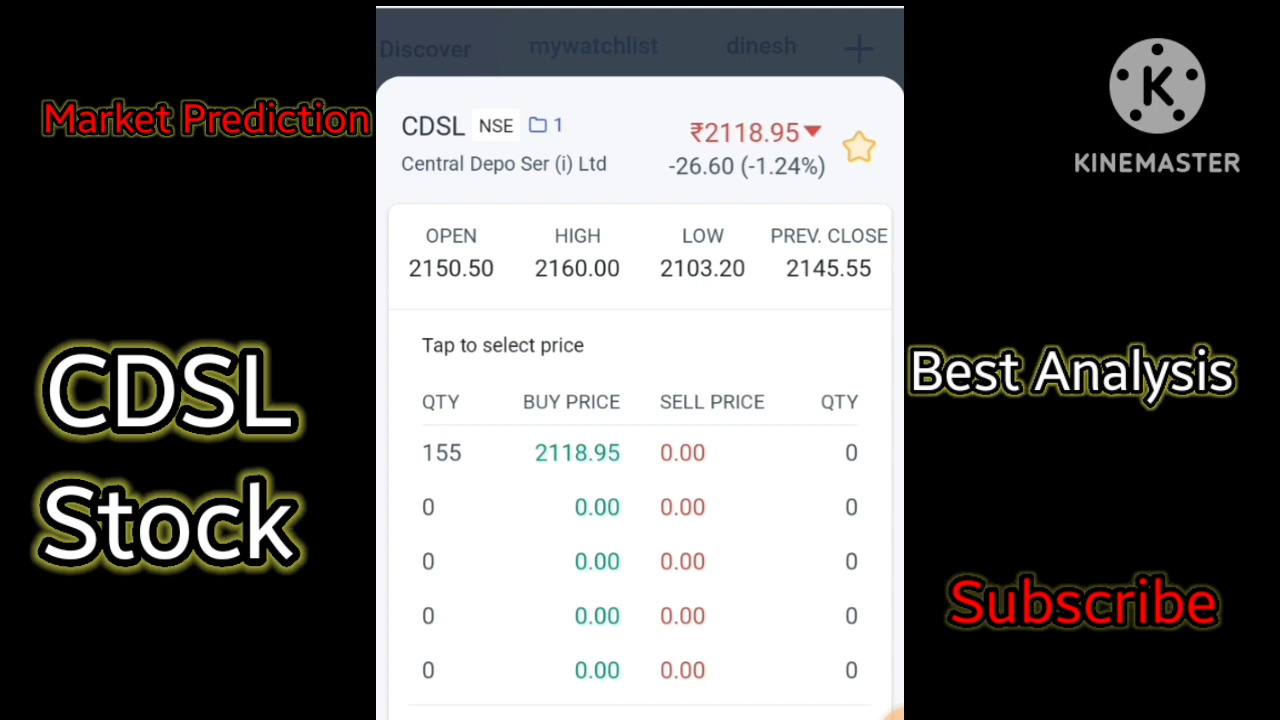 Discover mywatchlist dinesh
Market Prediction
CDSL NSE 1
Central Depo Ser (i) Ltd
₹2118.95
-26.60 (-1.24%)
K
KINEMASTER
OPEN HIGH LOW PREV. CLOSE
2150.50 2160.00 2103.20 2145.55
Tap to select price
QTY BUY PRICE SELL PRICE QTY
155 2118.95 0.00 0
0 0.00 0.00 0
0 0.00 0.00 0
0 0.00 0.00 0
0 0.00 0.00 0
CDSL
Stock
Best Analysis
Subscribe